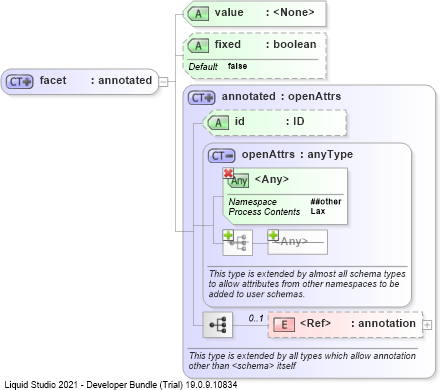 A value : <None>
A fixed : boolean
Default false
CT facet : annotated
CT annotated : openAttrs
A id : ID
CT openAttrs : anyType
Any <Any>
Namespace ##other
Process Contents Lax
<Any>
This type is extended by almost all schema types
to allow attributes from other namespaces to be
added to user schemas.
0..1
E <Ref> : annotation
This type is extended by all types which allow annotation
other than <schema> itself
Liquid Studio 2021 - Developer Bundle (Trial) 19.0.9.10834